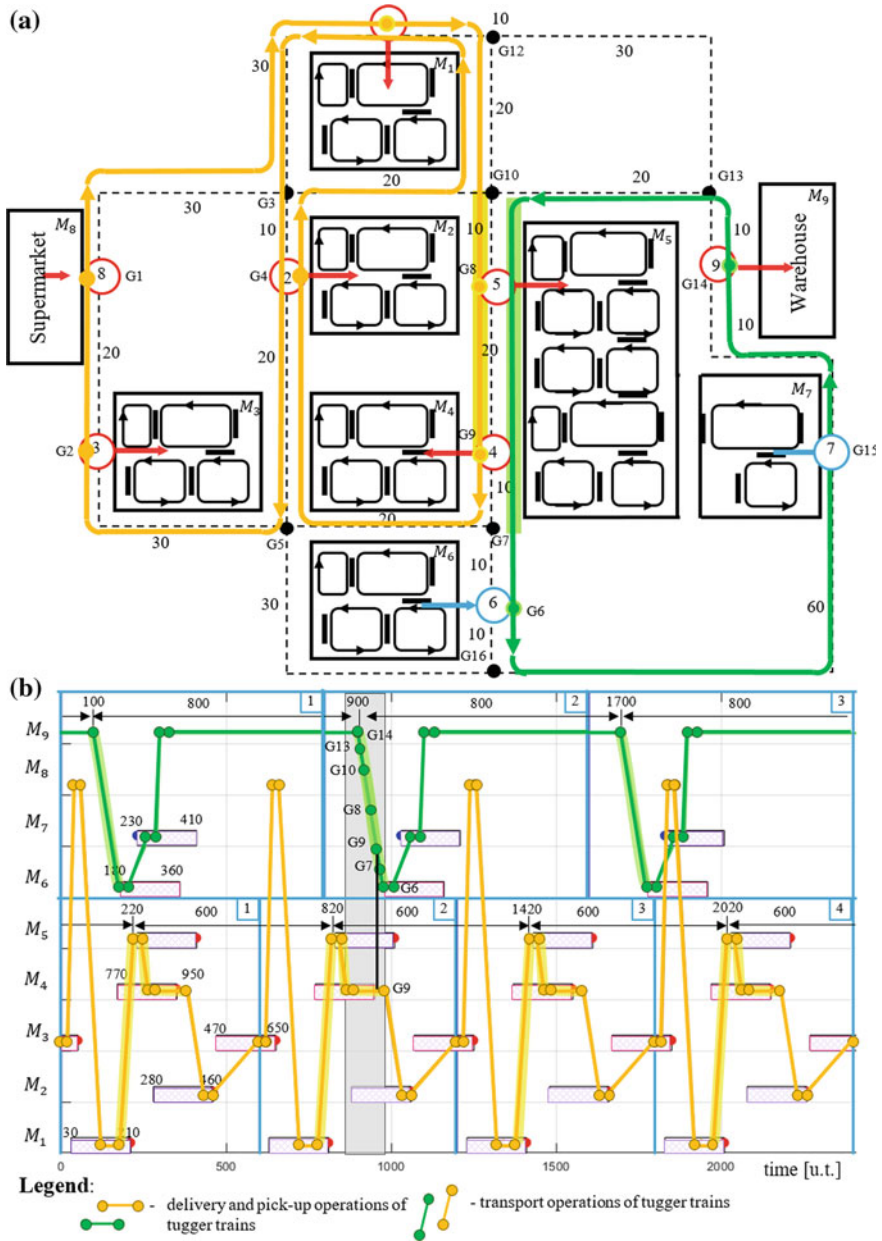 (a)
10
G12
30
30
M1
20
20
G10
20
G13
30
G3
M8
M9
10
M2
10
M5
10
Supermarket
8
G1
G4
2
G8
5
9
G14
Warehouse
20
20
20
10
M3
M4
M7
G2
3
G9
4
7
G15
10
20
30
G5
G7
M6
10
30
6
G6
60
10
G16
(b)
100
800
1
900
800
2
1700
800
3
M9
G14
G13
M8
G10
M7
230
410
G8
G9
180
360
G7
M6
G6
220
600
1
820
600
2
1420
600
3
2020
600
4
M5
770
950
M4
G9
470
650
M3
280
460
M2
30
210
M1
0
500
1000
1500
2000
time [u.t.]
Legend:
- delivery and pick-up operations of
tugger trains
- transport operations of tugger trains